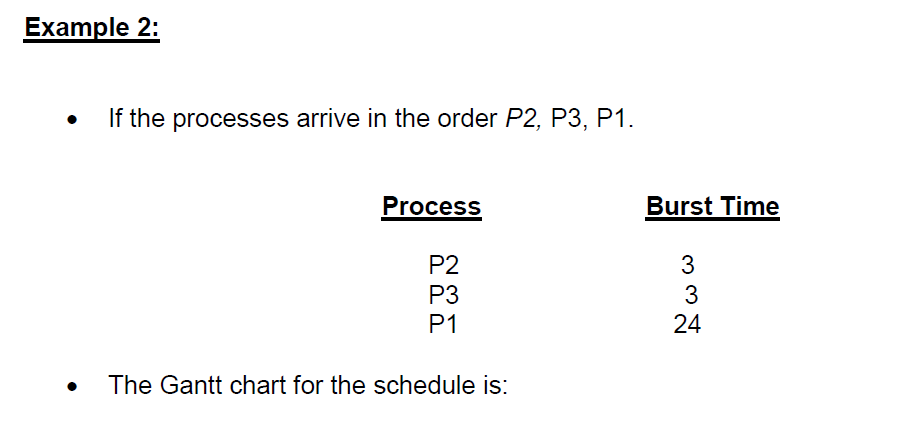 Example 2:
• If the processes arrive in the order P2, P3, P1.
Process Burst Time
P2 3
P3 3
P1 24
• The Gantt chart for the schedule is: